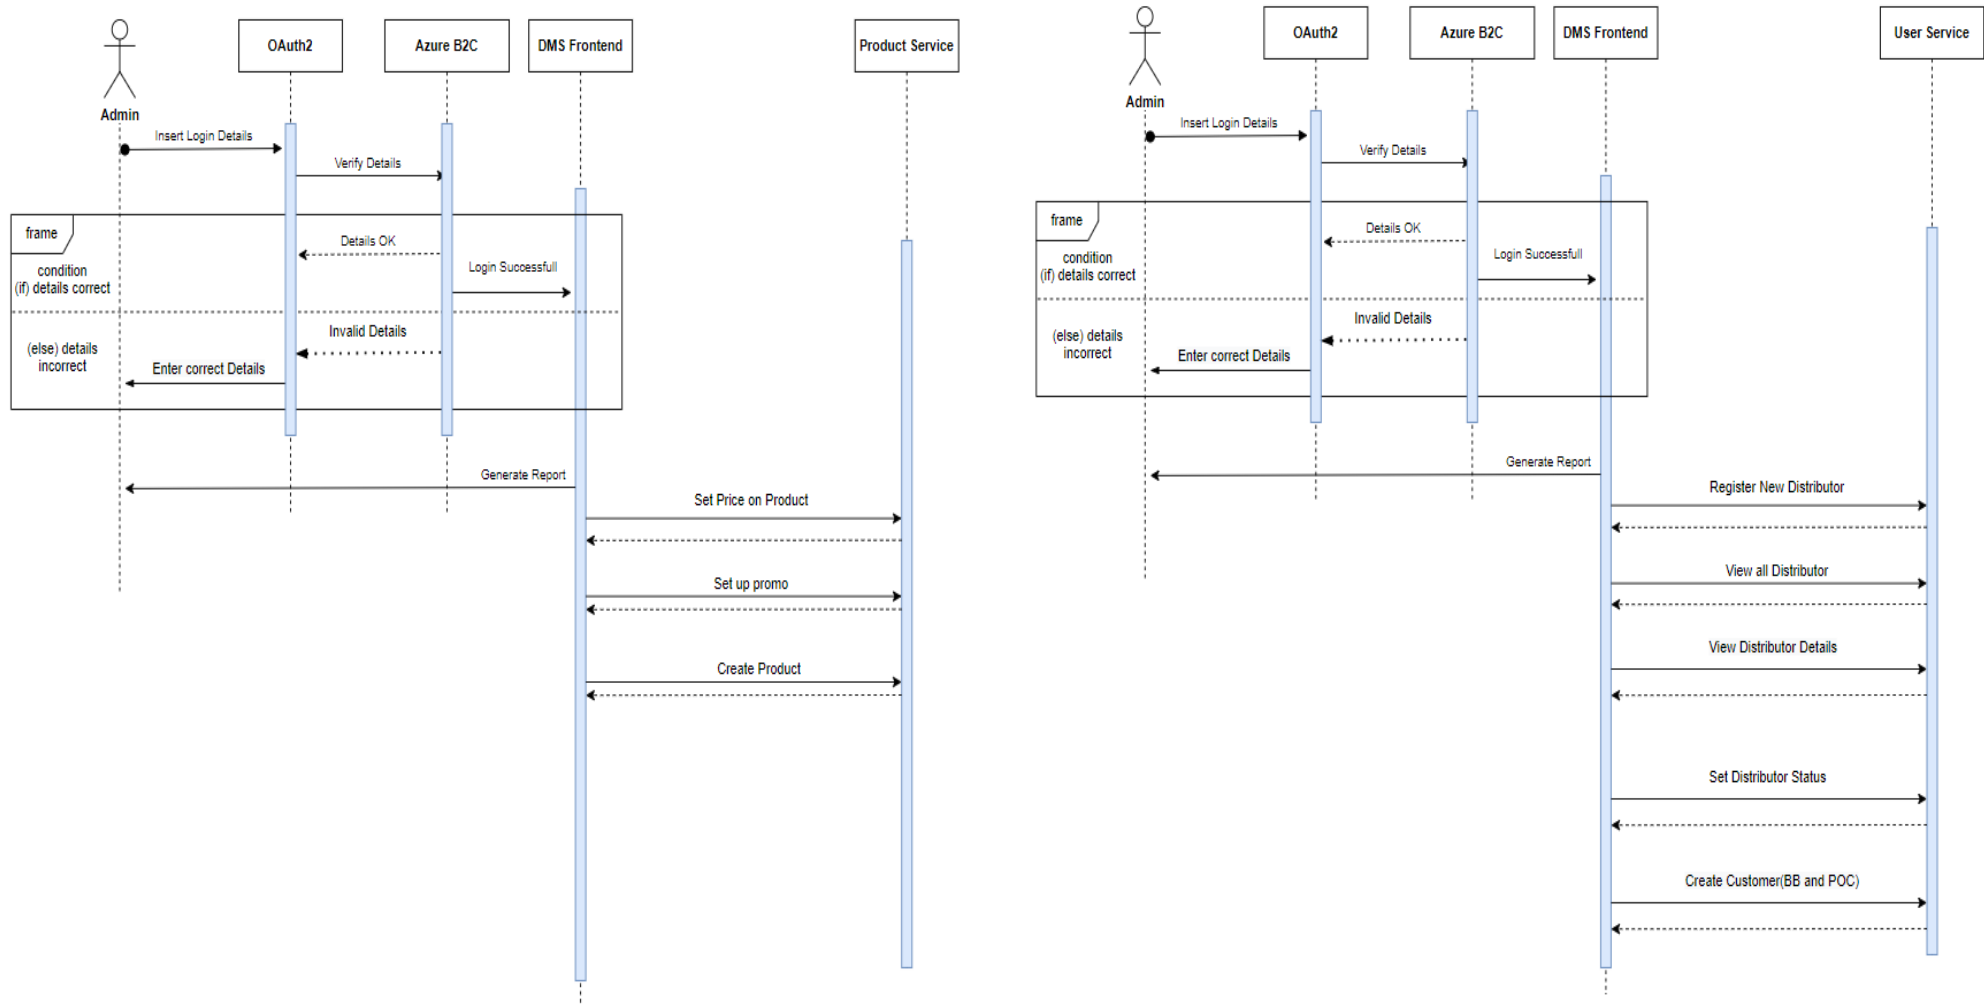 OAuth2
Azure B2C
DMS Frontend
Product Service
Admin
Insert Login Details
Verify Details
frame
Details OK
condition
(if) details correct
Login Successfull
Invalid Details
(else) details
incorrect
Enter correct Details
Generate Report
Set Price on Product
Set up promo
Create Product
OAuth2
Azure B2C
DMS Frontend
User Service
Admin
Insert Login Details
Verify Details
frame
Details OK
condition
(if) details correct
Login Successfull
Invalid Details
(else) details
incorrect
Enter correct Details
Generate Report
Register New Distributor
View all Distributor
View Distributor Details
Set Distributor Status
Create Customer(BB and POC)